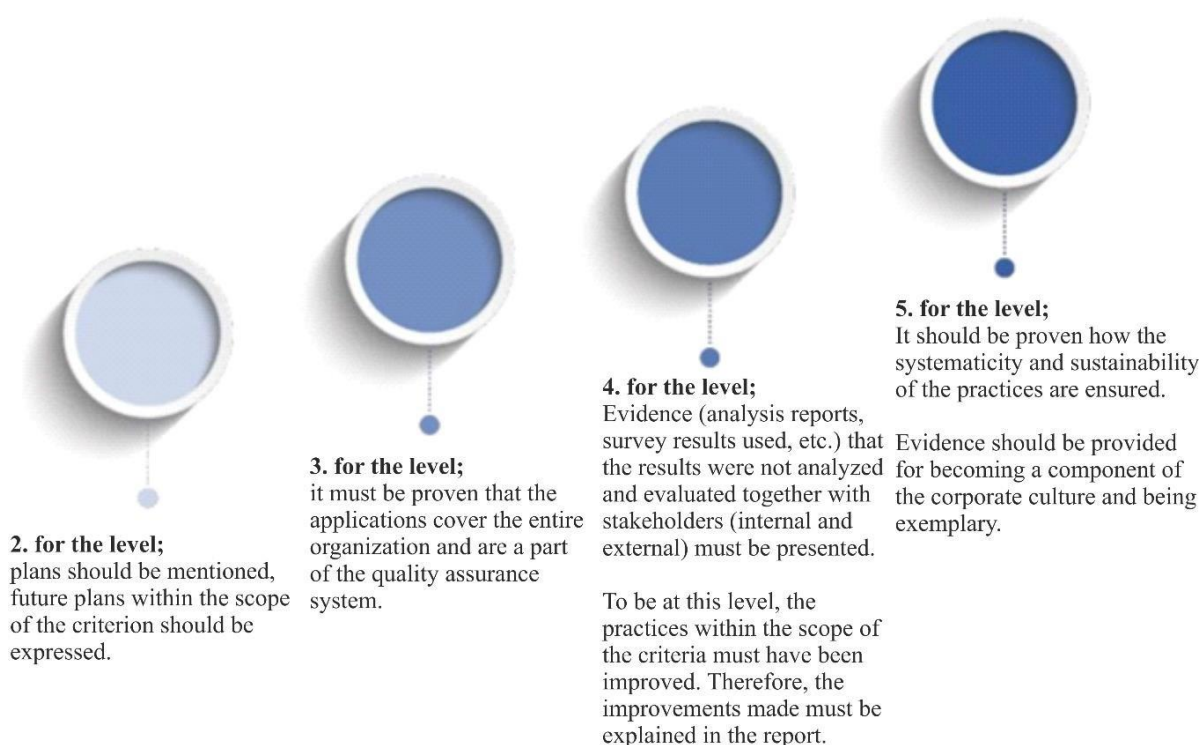 2. for the level;
plans should be mentioned,
future plans within the scope
of the criterion should be
expressed.
3. for the level;
it must be proven that the
applications cover the entire
organization and are a part
of the quality assurance
system.
4. for the level;
Evidence (analysis reports,
survey results used, etc.) that
the results were not analyzed
and evaluated together with
stakeholders (internal and
external) must be presented.
To be at this level, the
practices within the scope of
the criteria must have been
improved. Therefore, the
improvements made must be
explained in the report.
5. for the level;
It should be proven how the
systematicity and sustainability
of the practices are ensured.
Evidence should be provided
for becoming a component of
the corporate culture and being
exemplary.